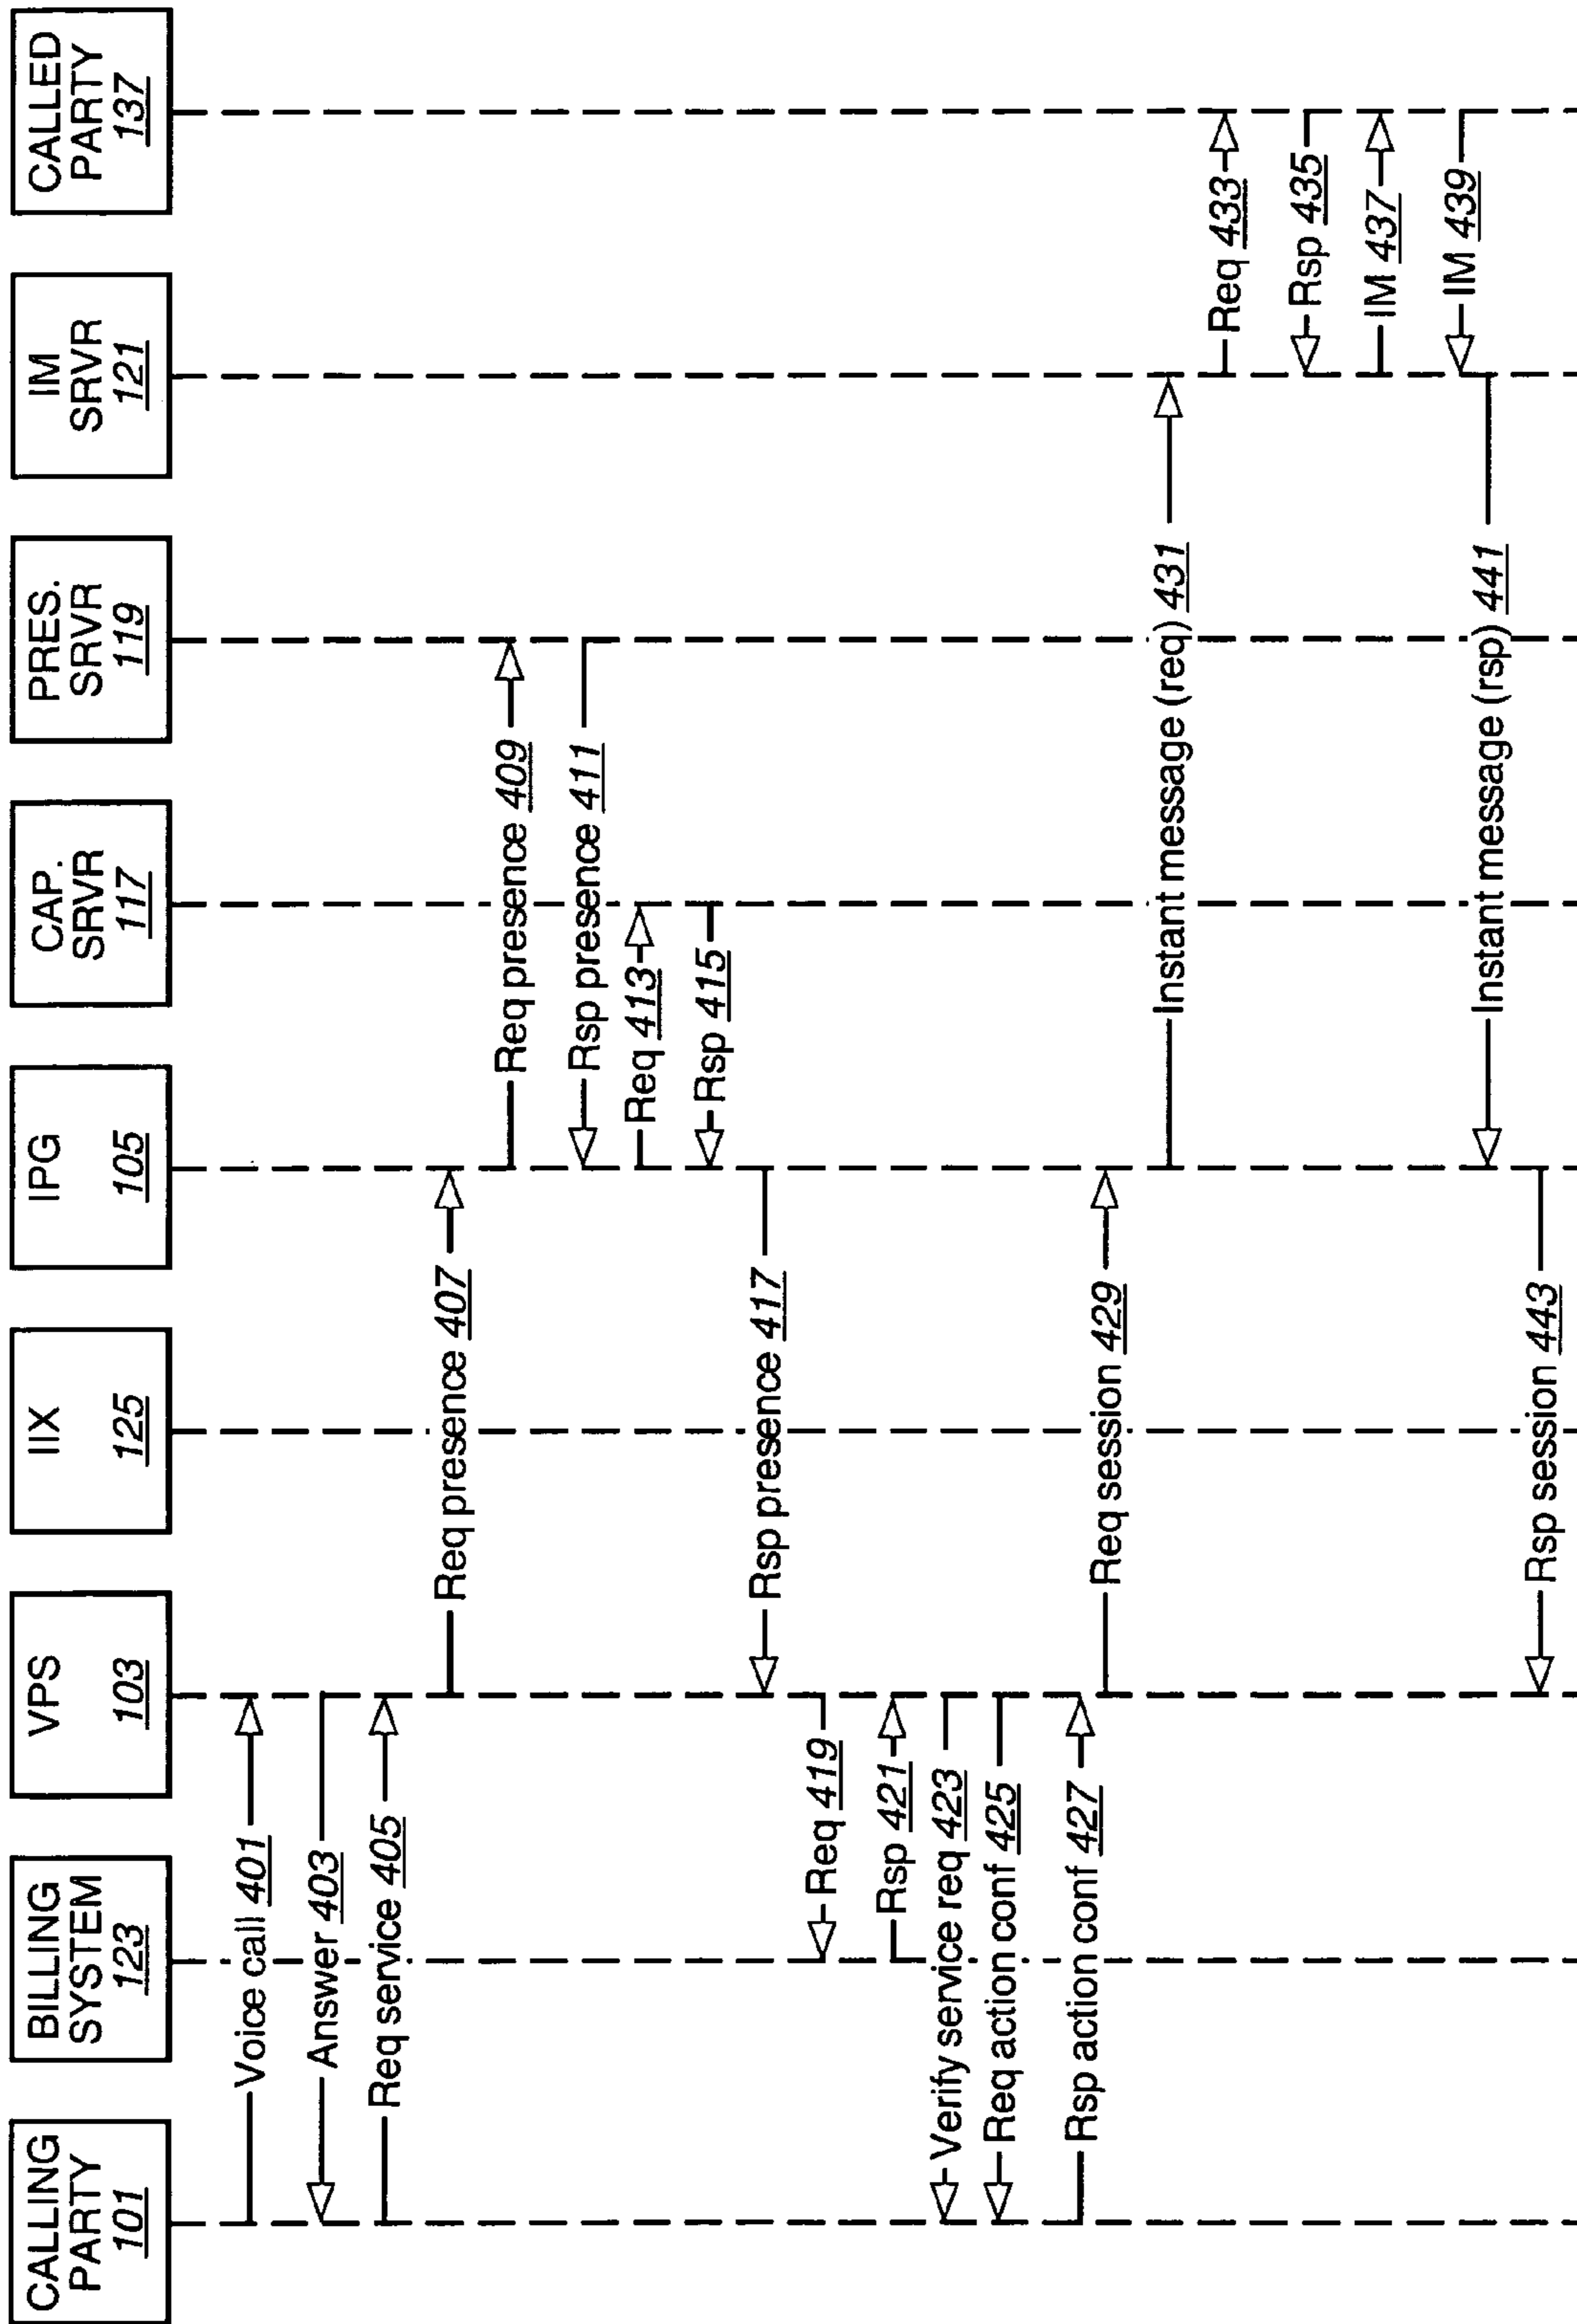 CALLING
PARTY
101
BILLING
SYSTEM
123
VPS
103
IIX
125
IPG
105
CAP.
SRVR
117
PRES.
SRVR
119
IM
SRVR
121
CALLED
PARTY
137
Voice call 401
Answer 403
Req service 405
Req presence 407
Req presence 409
Rsp presence 411
Req 413
Rsp 415
Rsp presence 417
Req 419
Rsp 421
Verify service req 423
Req action conf 425
Rsp action conf 427
Req session 429
Instant message (req) 431
Req 433
Rsp 435
IM 437
IM 439
Instant message (rsp) 441
Rsp session 443